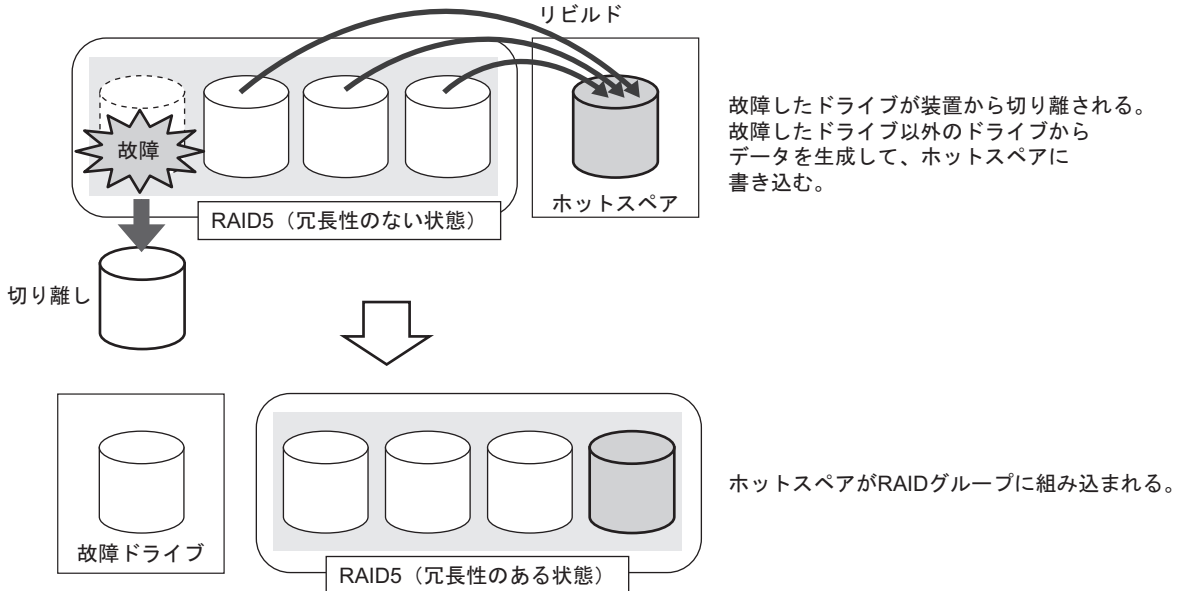 リビルド
故障
ホットスペア
RAID5（冗長性のない状態）
故障したドライブが装置から切り離される。
故障したドライブ以外のドライブから
データを生成して、ホットスペアに
書き込む。
切り離し
故障ドライブ
RAID5（冗長性のある状態）
ホットスペアがRAIDグループに組み込まれる。